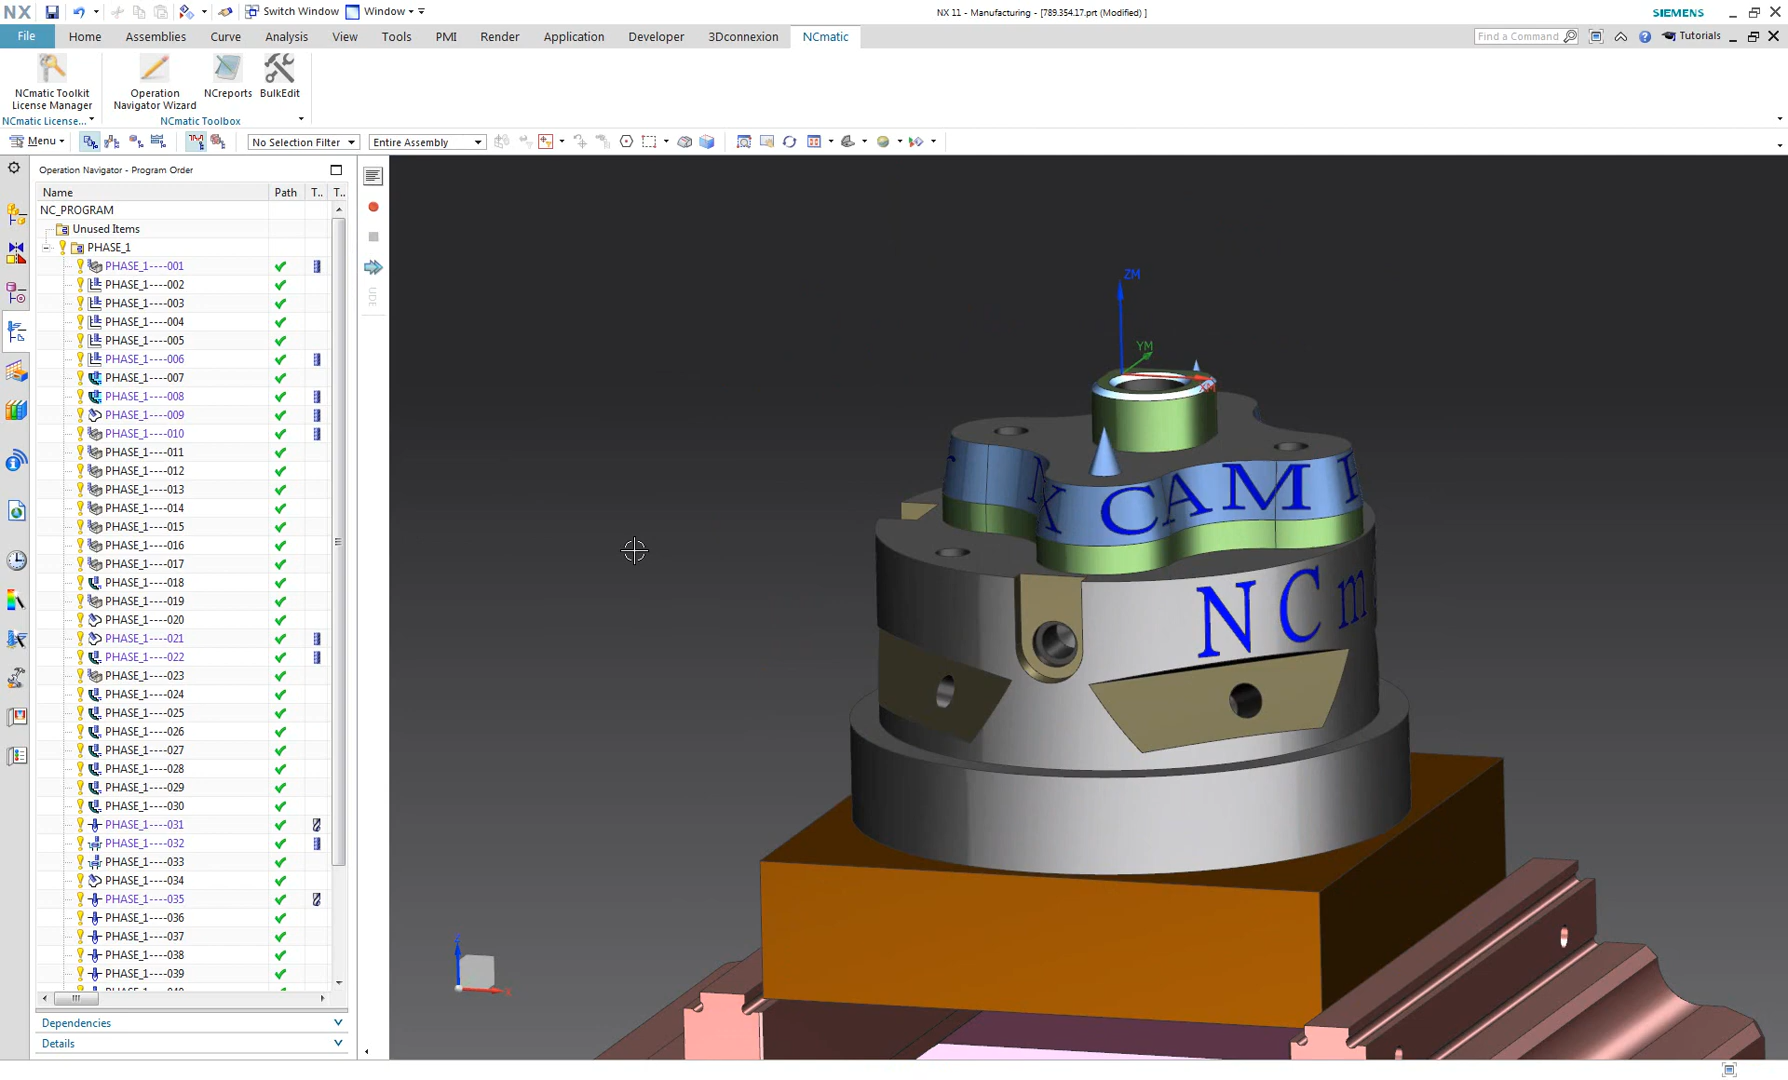 NX
Switch Window
Window
NX 11 - Manufacturing - [789.354.17.prt (Modified) ]
SIEMENS
File
Home
Assemblies
Curve
Analysis
View
Tools
PMI
Render
Application
Developer
3Dconnexion
NCmatic
Find a Command
Tutorials
NCmatic Toolkit
License Manager
Operation
Navigator Wizard
NCreports
BulkEdit
NCmatic License...
NCmatic Toolbox
Menu
No Selection Filter
Entire Assembly
Operation Navigator - Program Order
Name
Path
T..
T..
NC_PROGRAM
Unused Items
PHASE_1
PHASE_1----001
PHASE_1----002
PHASE_1----003
PHASE_1----004
PHASE_1----005
PHASE_1----006
PHASE_1----007
PHASE_1----008
PHASE_1----009
PHASE_1----010
PHASE_1----011
PHASE_1----012
PHASE_1----013
PHASE_1----014
PHASE_1----015
PHASE_1----016
PHASE_1----017
PHASE_1----018
PHASE_1----019
PHASE_1----020
PHASE_1----021
PHASE_1----022
PHASE_1----023
PHASE_1----024
PHASE_1----025
PHASE_1----026
PHASE_1----027
PHASE_1----028
PHASE_1----029
PHASE_1----030
PHASE_1----031
PHASE_1----032
PHASE_1----033
PHASE_1----034
PHASE_1----035
PHASE_1----036
PHASE_1----037
PHASE_1----038
PHASE_1----039
Dependencies
Details
UDE
ZM
YM
NX CAM
NCm
Z
X